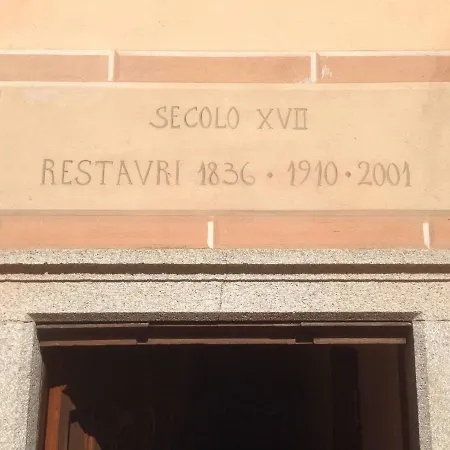 SECOLO XVII
RESTAVRI 1836 • 1910 • 2001